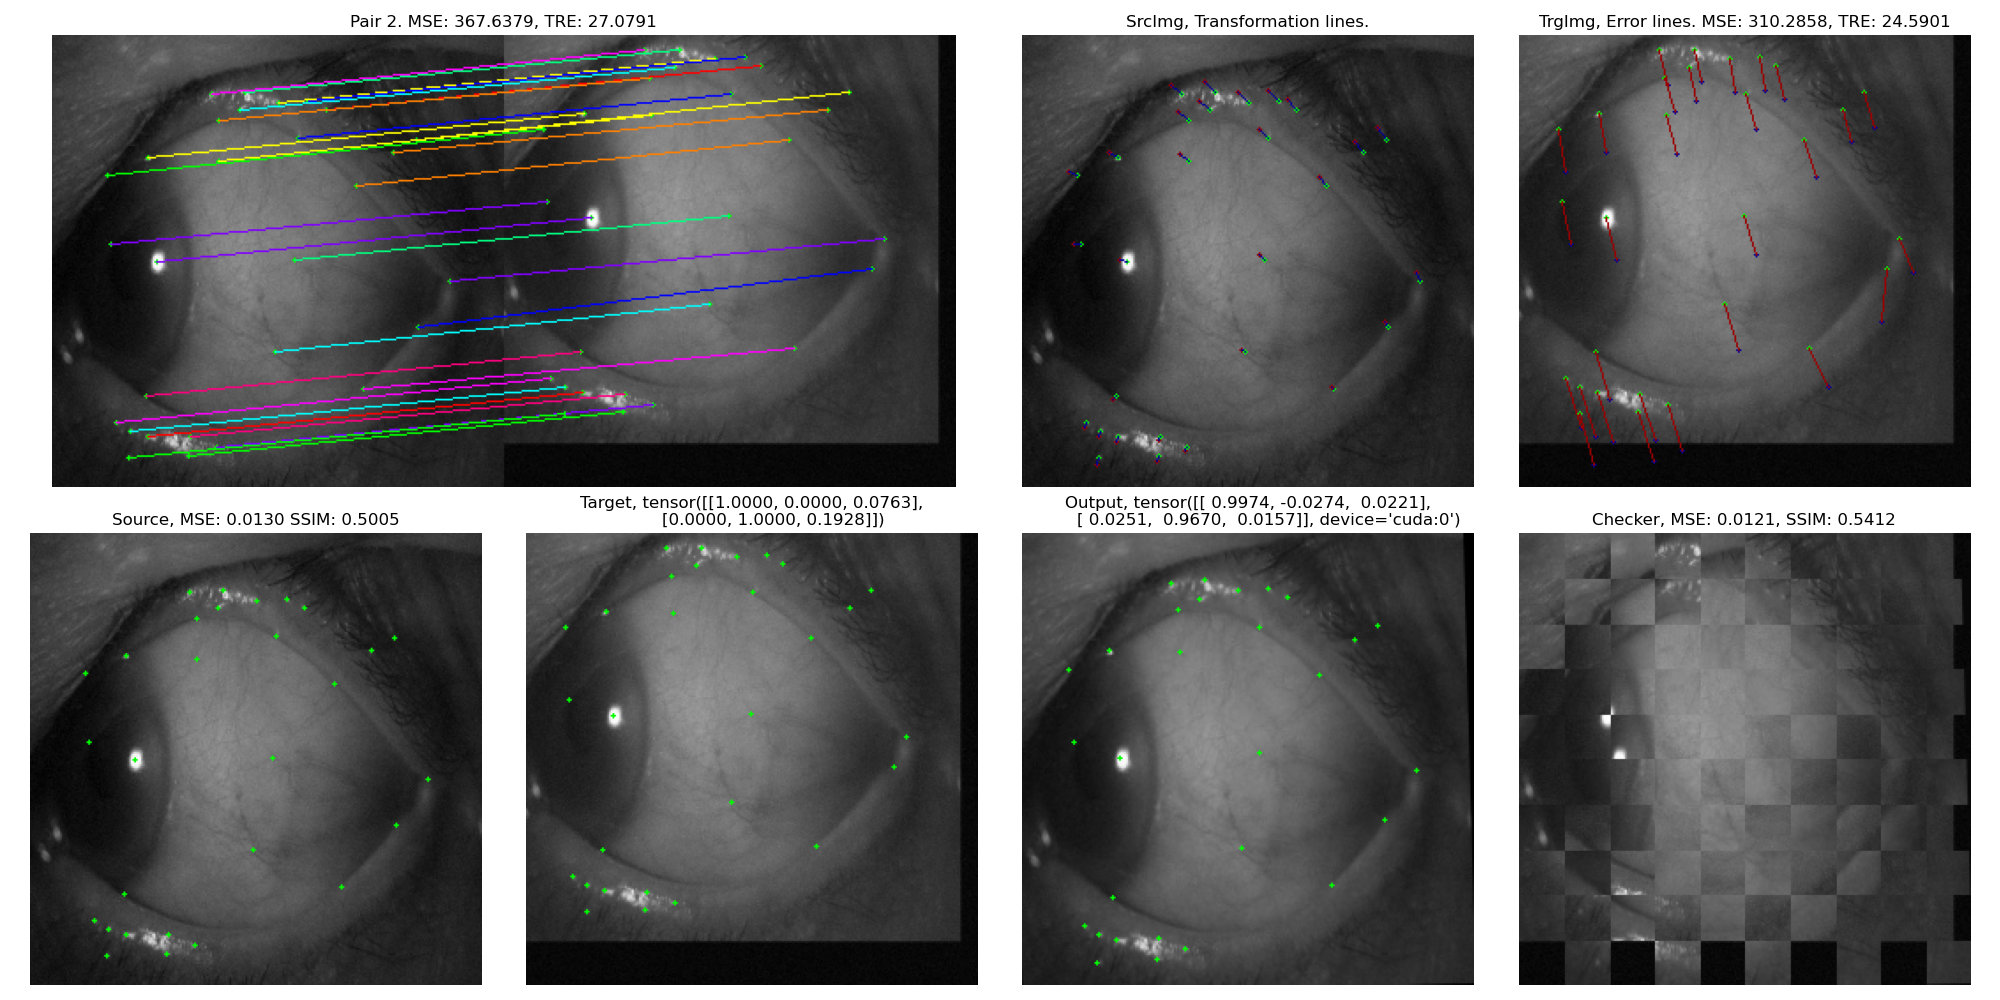 Pair 2. MSE: 367.6379, TRE: 27.0791
SrcImg, Transformation lines.
TrgImg, Error lines. MSE: 310.2858, TRE: 24.5901
Source, MSE: 0.0130 SSIM: 0.5005
Target, tensor([[1.0000, 0.0000, 0.0763],
[0.0000, 1.0000, 0.1928]])
Output, tensor([[ 0.9974, -0.0274,  0.0221],
[ 0.0251,  0.9670,  0.0157]], device='cuda:0')
Checker, MSE: 0.0121, SSIM: 0.5412